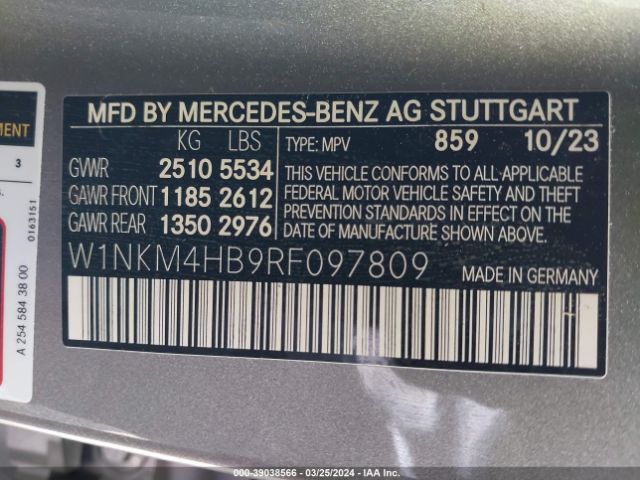 MENT
3
S.
0163151
A 254 584 38 00
MFD BY MERCEDES-BENZ AG STUTTGART
KG LBS TYPE: MPV 859 10/23
GVWR 2510 5534
GAWR FRONT 1185 2612
GAWR REAR 1350 2976
THIS VEHICLE CONFORMS TO ALL APPLICABLE
FEDERAL MOTOR VEHICLE SAFETY AND THEFT
PREVENTION STANDARDS IN EFFECT ON THE
DATE OF MANUFACTURE SHOWN ABOVE.
W1NKM4HB9RF097809 MADE IN GERMANY
000-39038566 - 03/25/2024 - IAA Inc.